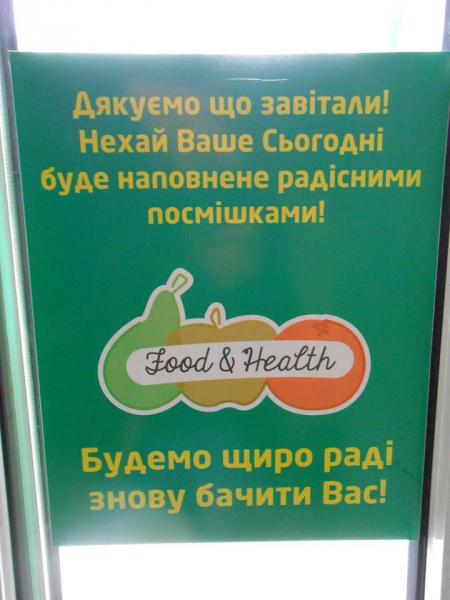 Дякуємо що завітали!
Нехай Ваше Сьогодні
буде наповнене радісними
посмішками!
Food & Health
Будемо щиро раді
знову бачити Вас!